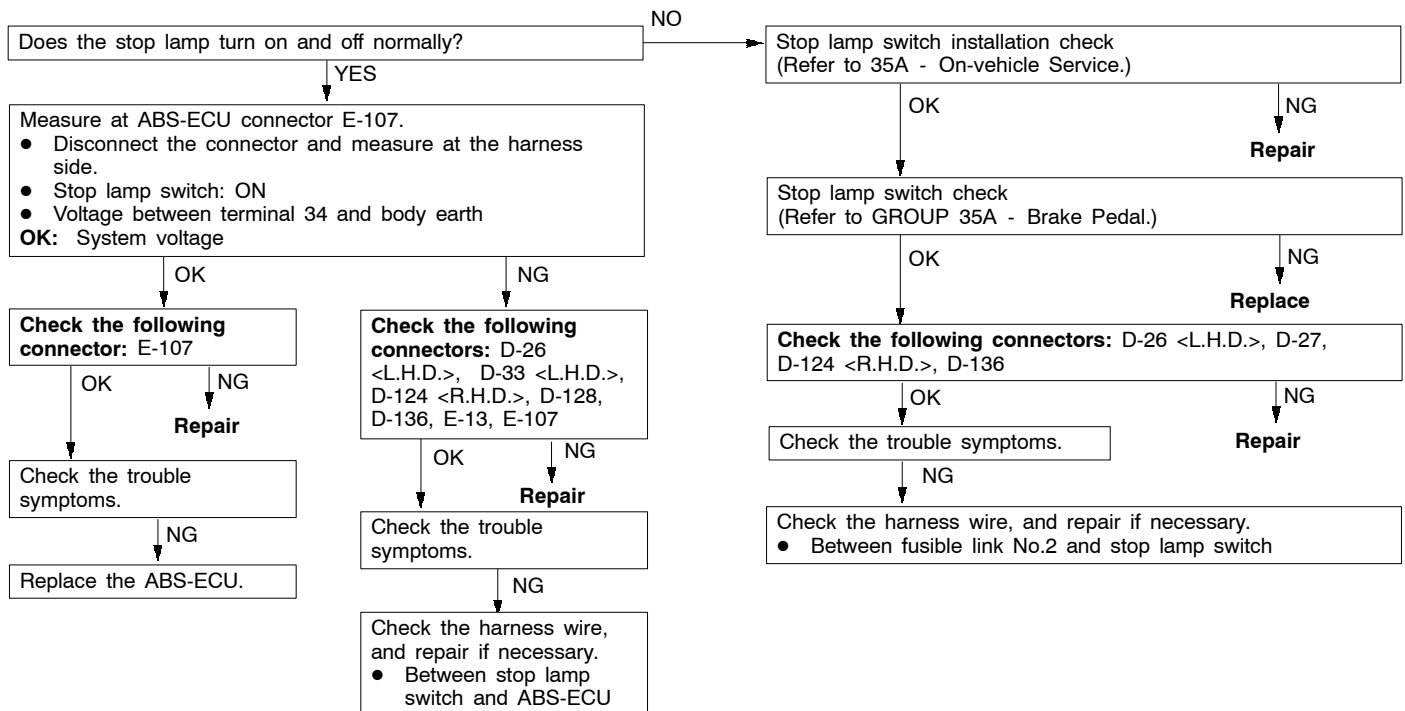 Does the stop lamp turn on and off normally?
NO
YES
Measure at ABS-ECU connector E-107.
● Disconnect the connector and measure at the harness
side.
● Stop lamp switch: ON
● Voltage between terminal 34 and body earth
OK: System voltage
OK
NG
Check the following
connector: E-107
OK
NG
Repair
Check the trouble
symptoms.
NG
Replace the ABS-ECU.
Check the following
connectors: D-26
<L.H.D.>, D-33 <L.H.D.>,
D-124 <R.H.D.>, D-128,
D-136, E-13, E-107
OK
NG
Repair
Check the trouble
symptoms.
NG
Check the harness wire,
and repair if necessary.
● Between stop lamp
switch and ABS-ECU
Stop lamp switch installation check
(Refer to 35A - On-vehicle Service.)
OK
NG
Repair
Stop lamp switch check
(Refer to GROUP 35A - Brake Pedal.)
OK
NG
Replace
Check the following connectors: D-26 <L.H.D.>, D-27,
D-124 <R.H.D.>, D-136
OK
NG
Repair
Check the trouble symptoms.
NG
Check the harness wire, and repair if necessary.
● Between fusible link No.2 and stop lamp switch